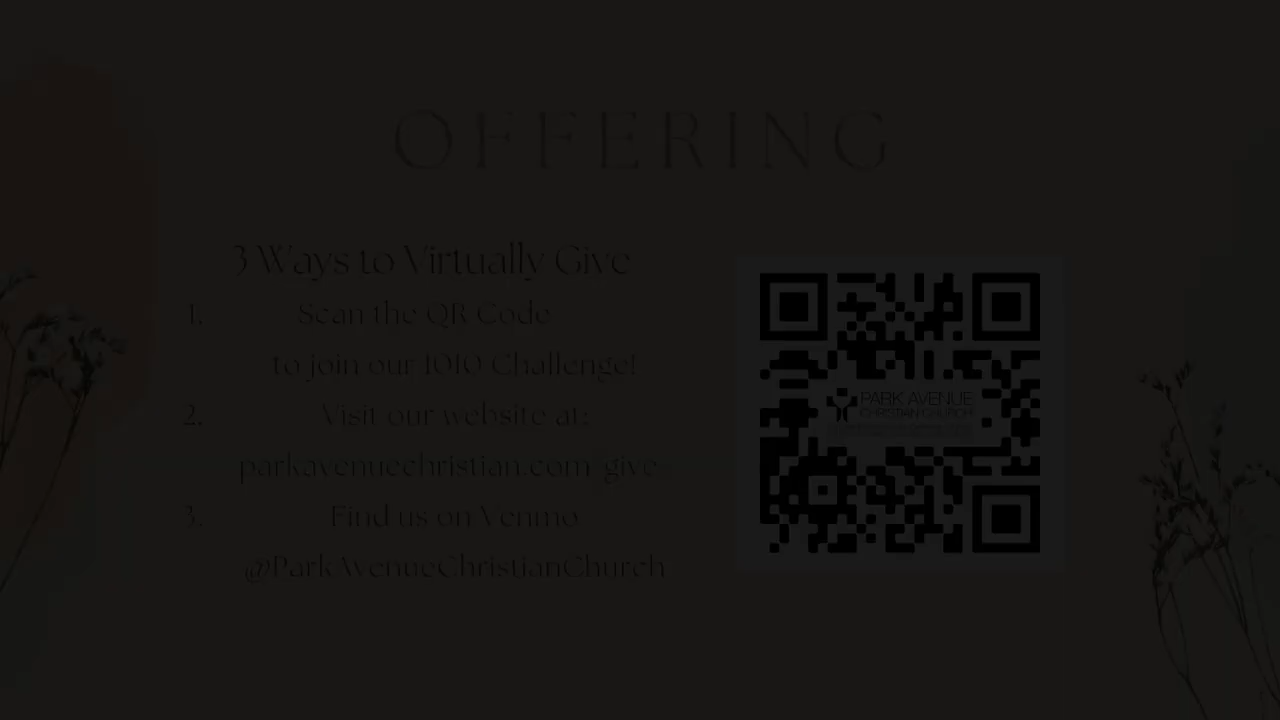 OFFERING
3 Ways to Virtually Give
1. Scan the QR Code
to join our 1010 Challenge!
2. Visit our website at:
parkavenuechristian.com/give
3. Find us on Venmo
@ParkAvenueChristianChurch
PARK AVENUE
CHRISTIAN CHURCH